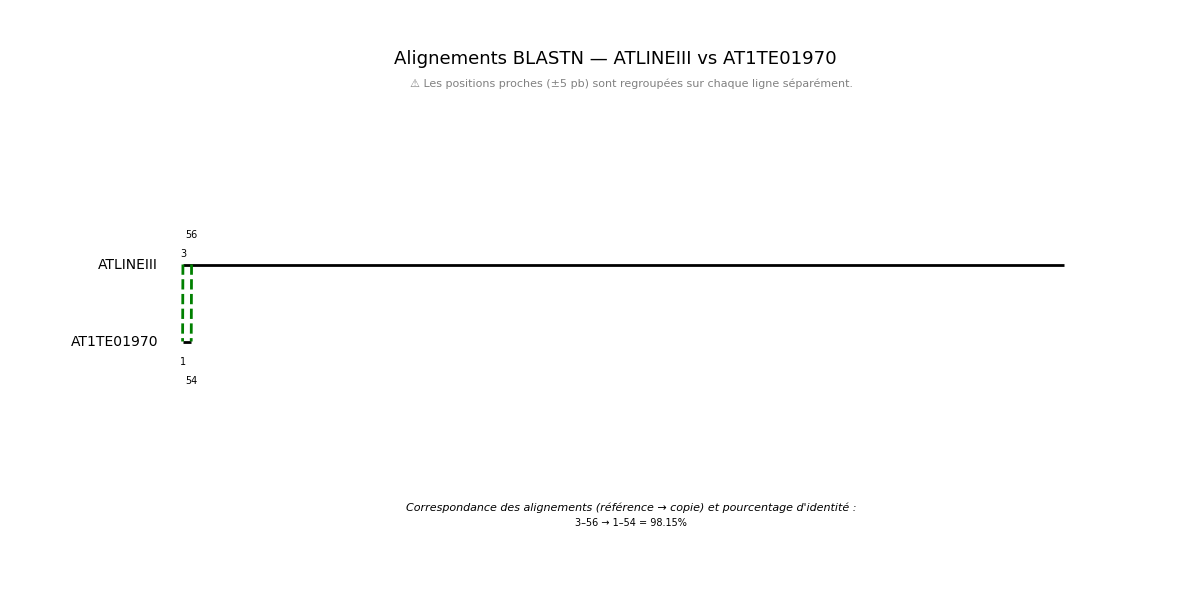 Alignements BLASTN — ATLINEIII vs AT1TE01970
⚠ Les positions proches (±5 pb) sont regroupées sur chaque ligne séparément.
56
3
ATLINEIII
AT1TE01970
1
54
Correspondance des alignements (référence → copie) et pourcentage d'identité :
3–56 → 1–54 = 98.15%